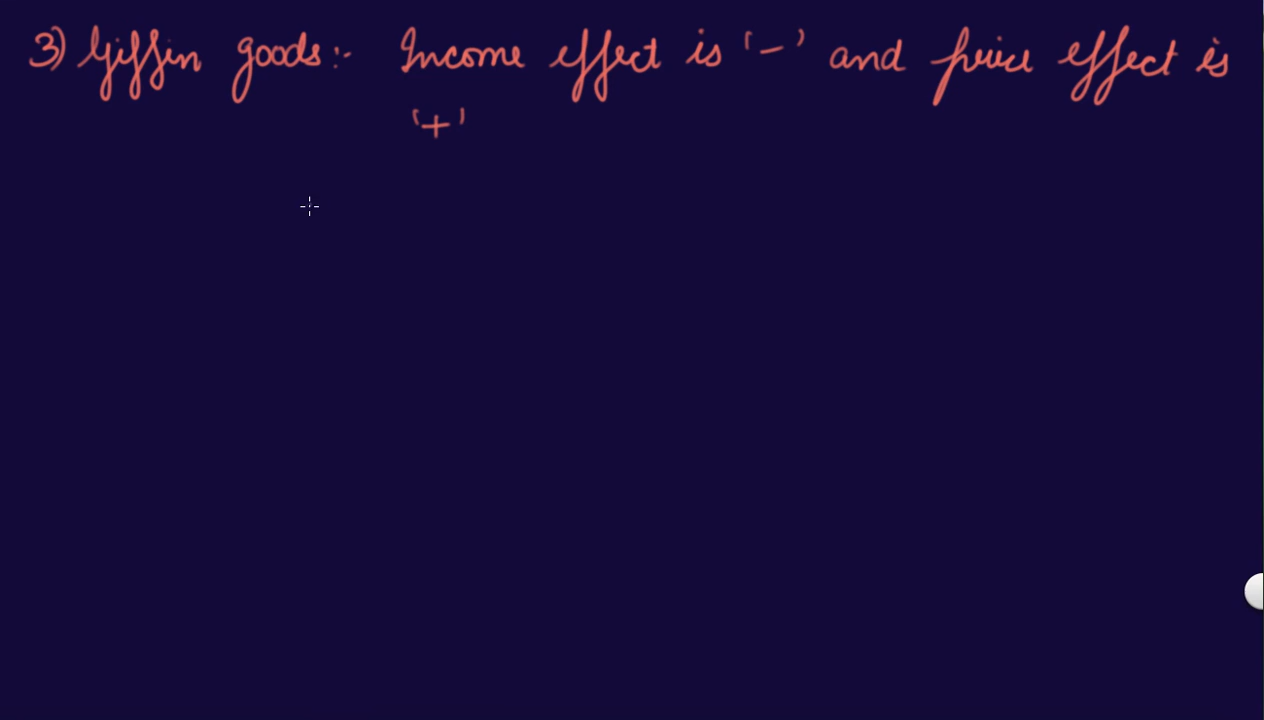 3) Giffin goods:- Income effect is '-' and price effect is
'+'